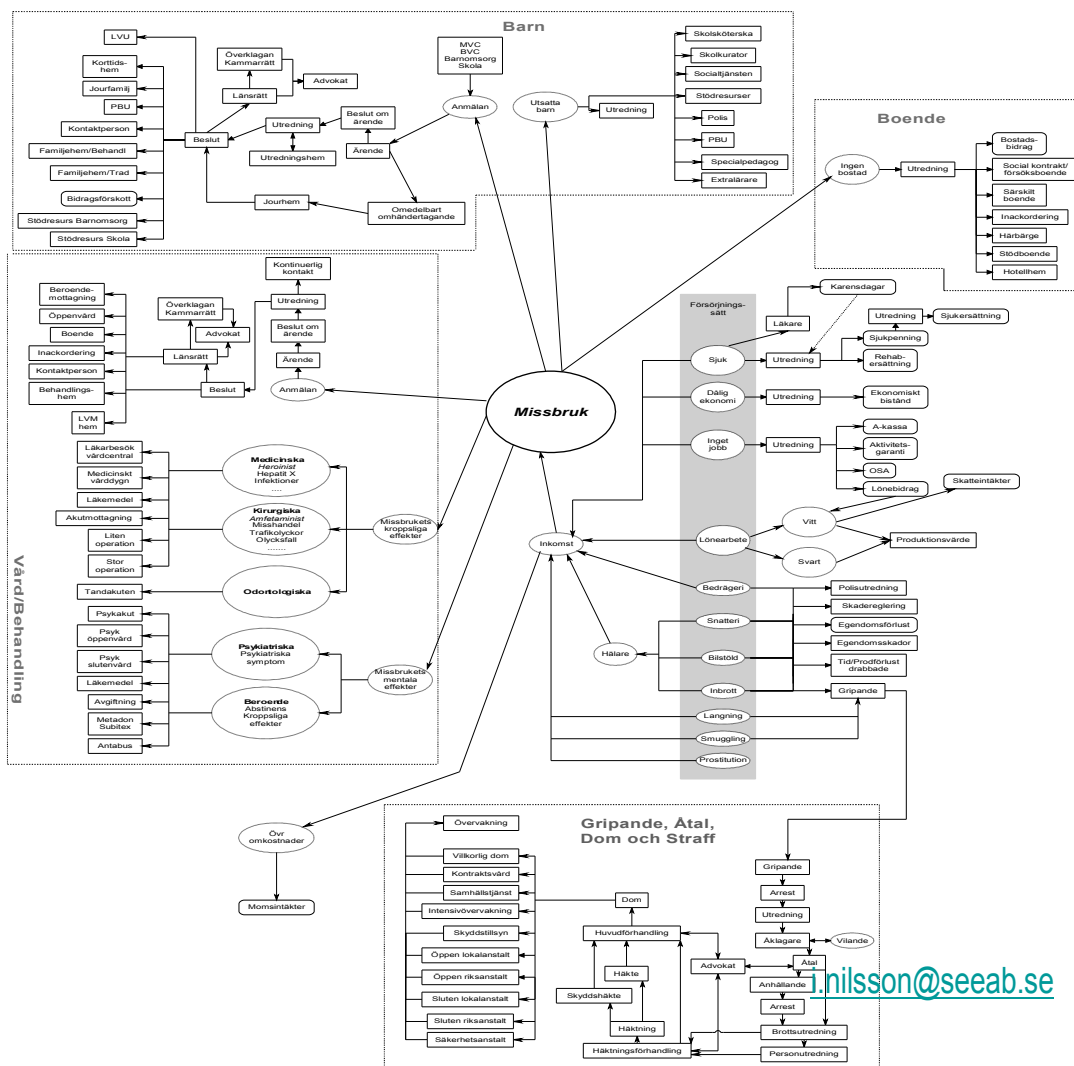 Barn
LVU
Korttids-
hem
Jourfamilj
PBU
Kontaktperson
Familjehem/Behandl
Familjehem/Trad
Bidragsförskott
Stödresurs Barnomsorg
Stödresurs Skola
Överklagan
Kammarrätt
Länsrätt
Advokat
Beslut
Utredning
Utredningshem
Beslut om
ärende
Ärende
Jourhem
Omedelbart
omhändertagande
MVC
BVC
Barnomsorg
Skola
Anmälan
Utsatta
barn
Utredning
Skolsköterska
Skolkurator
Socialtjänsten
Stödresurser
Polis
PBU
Specialpedagog
Extralärare
Boende
Ingen
bostad
Utredning
Bostads-
bidrag
Social kontrakt/
försöksboende
Särskilt
boende
Inackordering
Härbärge
Stödboende
Hotellhem
Vård/Behandling
Kontinuerlig
kontakt
Utredning
Beslut om
ärende
Ärende
Anmälan
Beroende-
mottagning
Öppenvård
Boende
Inackordering
Kontaktperson
Behandlings-
hem
LVM
hem
Överklagan
Kammarrätt
Advokat
Länsrätt
Beslut
Läkarbesök
vårdcentral
Medicinskt
vårddygn
Läkemedel
Akutmottagning
Liten
operation
Stor
operation
Tandakuten
Psykakut
Psyk
öppenvård
Psyk
slutenvård
Läkemedel
Avgiftning
Metadon
Subitex
Antabus
Medicinska
Heroinist
Hepatit X
Infektioner
....
Kirurgiska
Amfetaminist
Misshandel
Trafikolyckor
Olycksfall
.......
Odontologiska
Psykiatriska
Psykiatriska
symptom
Beroende
Abstinens
Kroppsliga
effekter
Missbrukets
kroppsliga
effekter
Missbrukets
mentala
effekter
Missbruk
Inkomst
Hälare
Försörjnings-
sätt
Sjuk
Dålig
ekonomi
Inget
jobb
Lönearbete
Bedrägeri
Snatteri
Bilstöld
Inbrott
Langning
Smuggling
Prostitution
Karensdagar
Läkare
Utredning
Utredning
Sjukersättning
Sjukpenning
Rehab-
ersättning
Utredning
Ekonomiskt
bistånd
Utredning
A-kassa
Aktivitets-
garanti
OSA
Lönebidrag
Skatteintäkter
Vitt
Svart
Produktionsvärde
Polisutredning
Skadereglering
Egendomsförlust
Egendomsskador
Tid/Prodförlust
drabbade
Gripande
Övr
omkostnader
Momsintäkter
Gripande, Åtal,
Dom och Straff
Övervakning
Villkorlig dom
Kontraktsvård
Samhällstjänst
Intensivövervakning
Skyddstillsyn
Öppen lokalanstalt
Öppen riksanstalt
Sluten lokalanstalt
Sluten riksanstalt
Säkerhetsanstalt
Dom
Huvudförhandling
Häkte
Skyddshäkte
Häktning
Häktningsförhandling
Advokat
Gripande
Arrest
Utredning
Åklagare
Vilande
Åtal
Anhållande
Arrest
Brottsutredning
Personutredning
i.nilsson@seeab.se